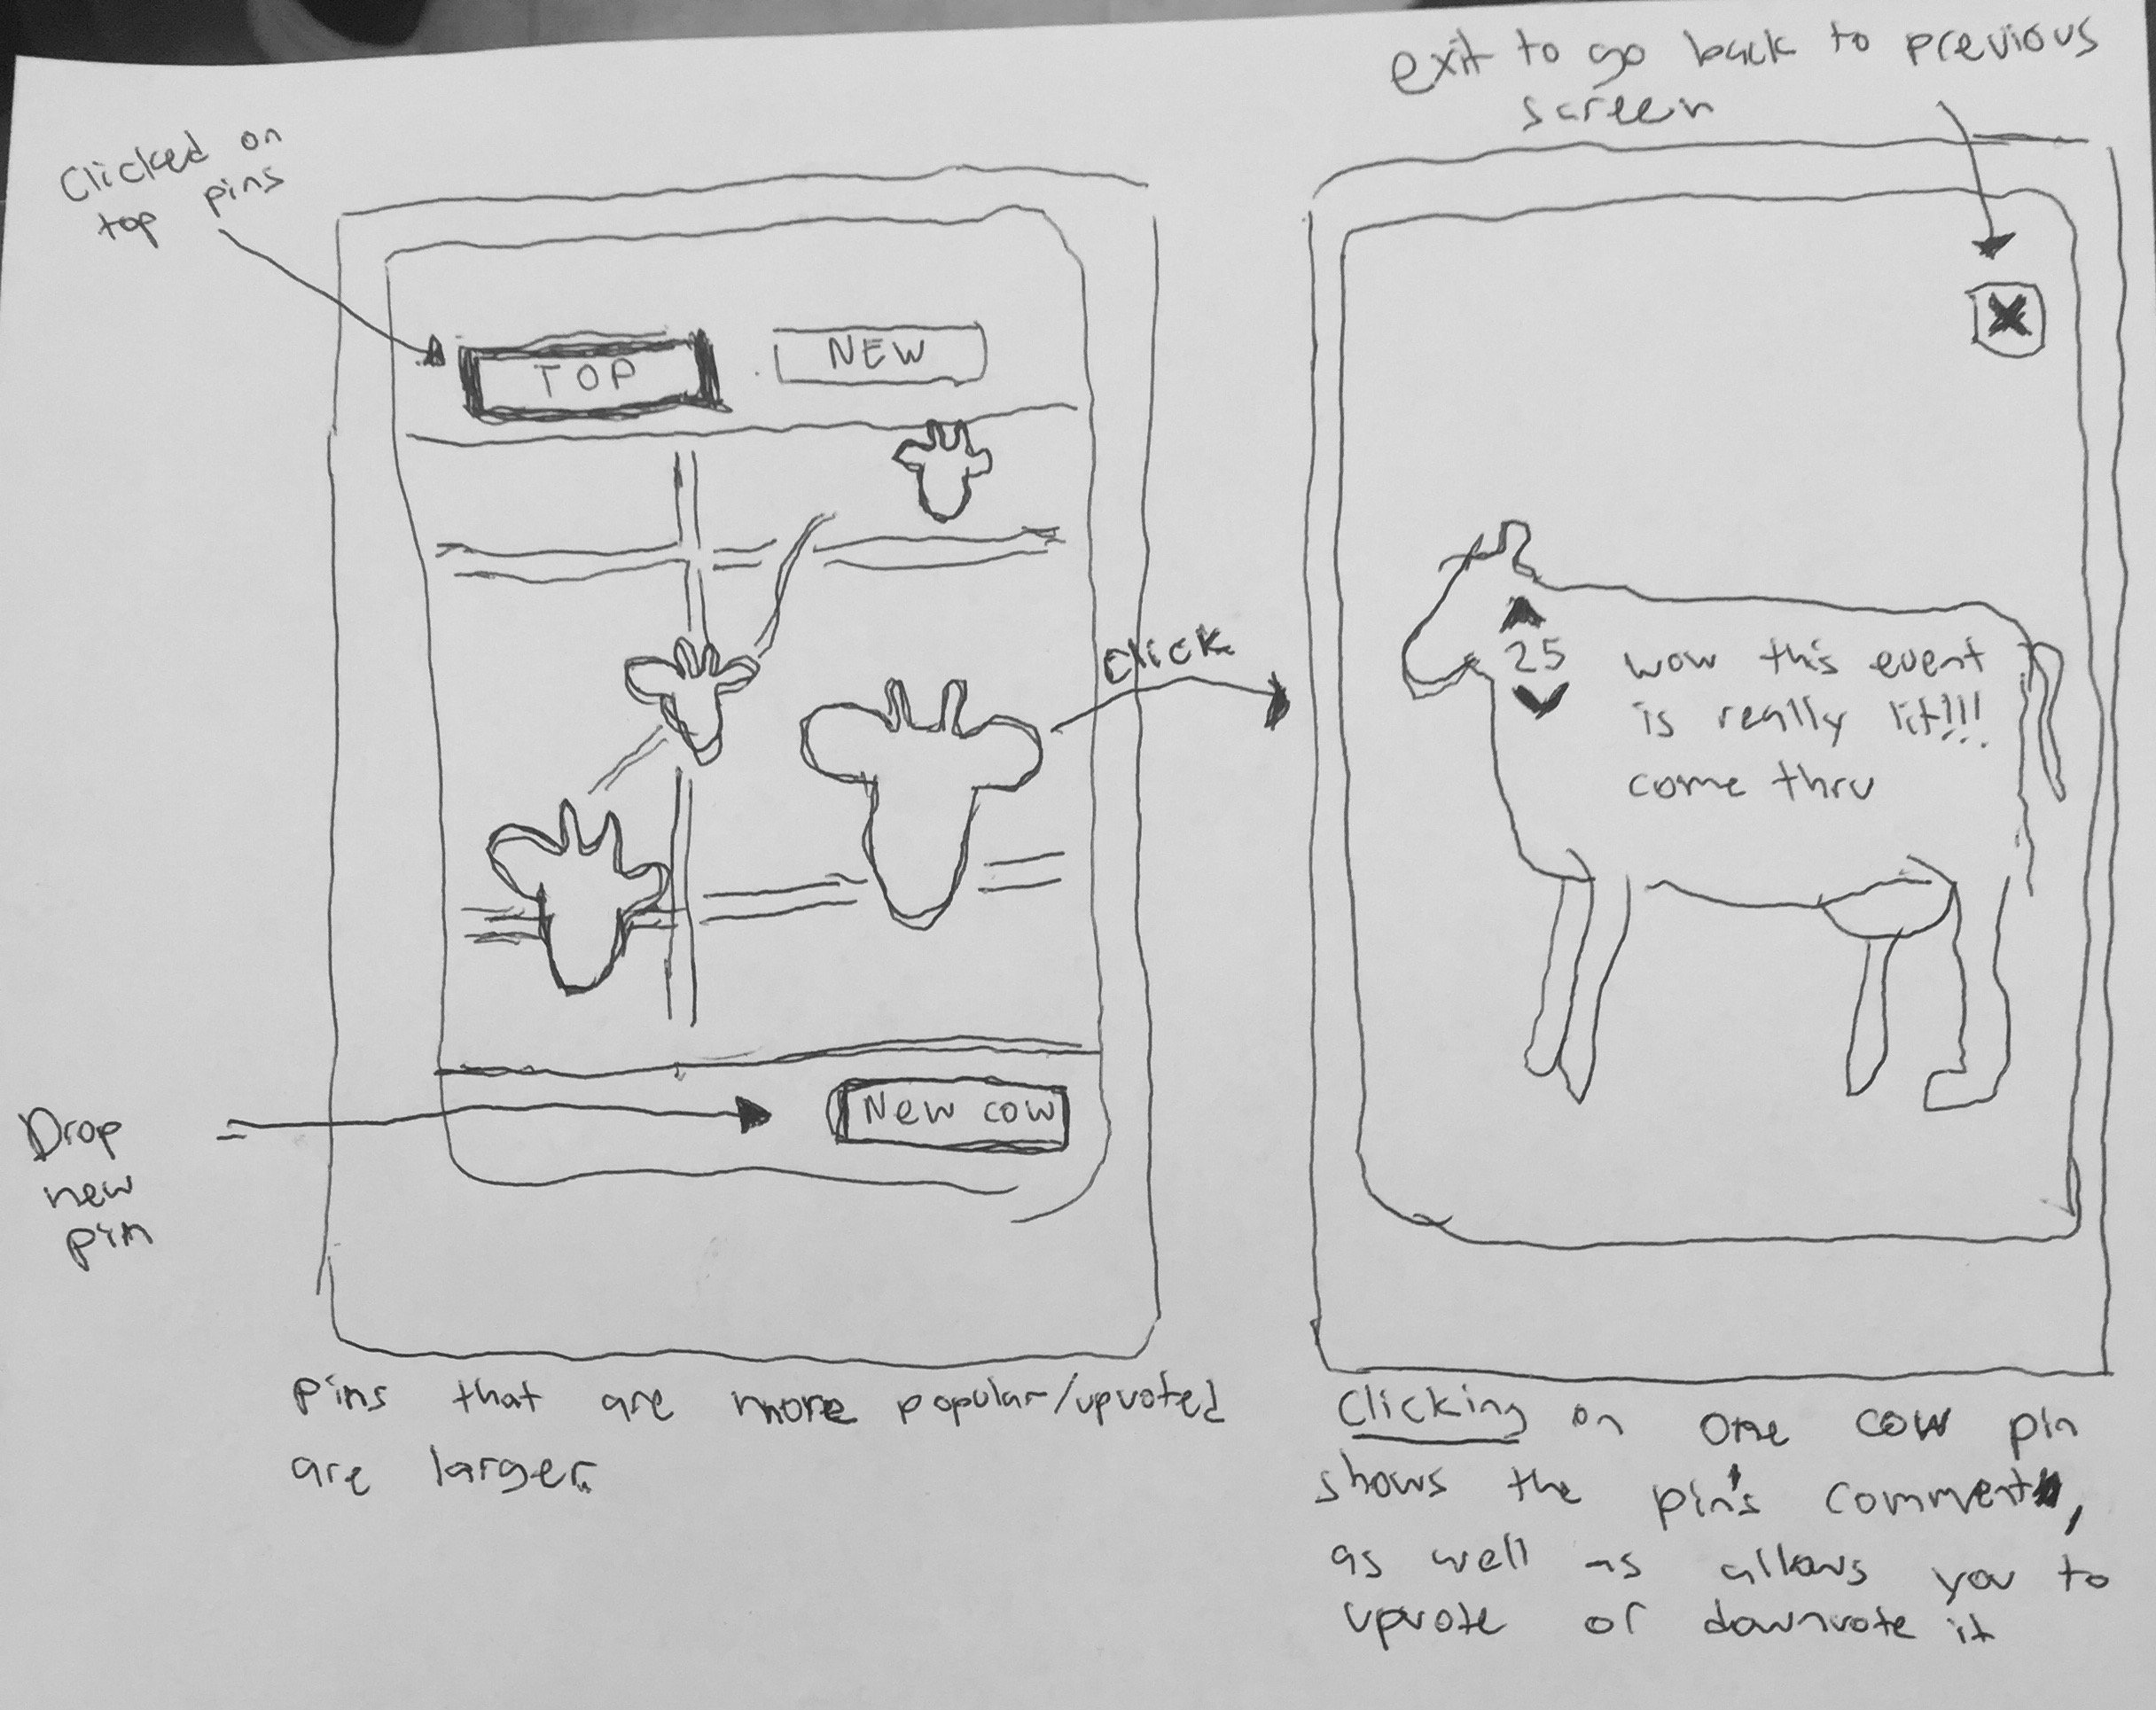 exit to go back to previous
screen
Clicked on
top pins
TOP
NEW
click
25
wow this event
is really lit!!!
come thru
Drop
new
pin
New cow
pins that are more popular/upvoted
are larger.
Clicking on one cow pin
shows the pin's comment,
as well as allows you to
upvote or downvote it